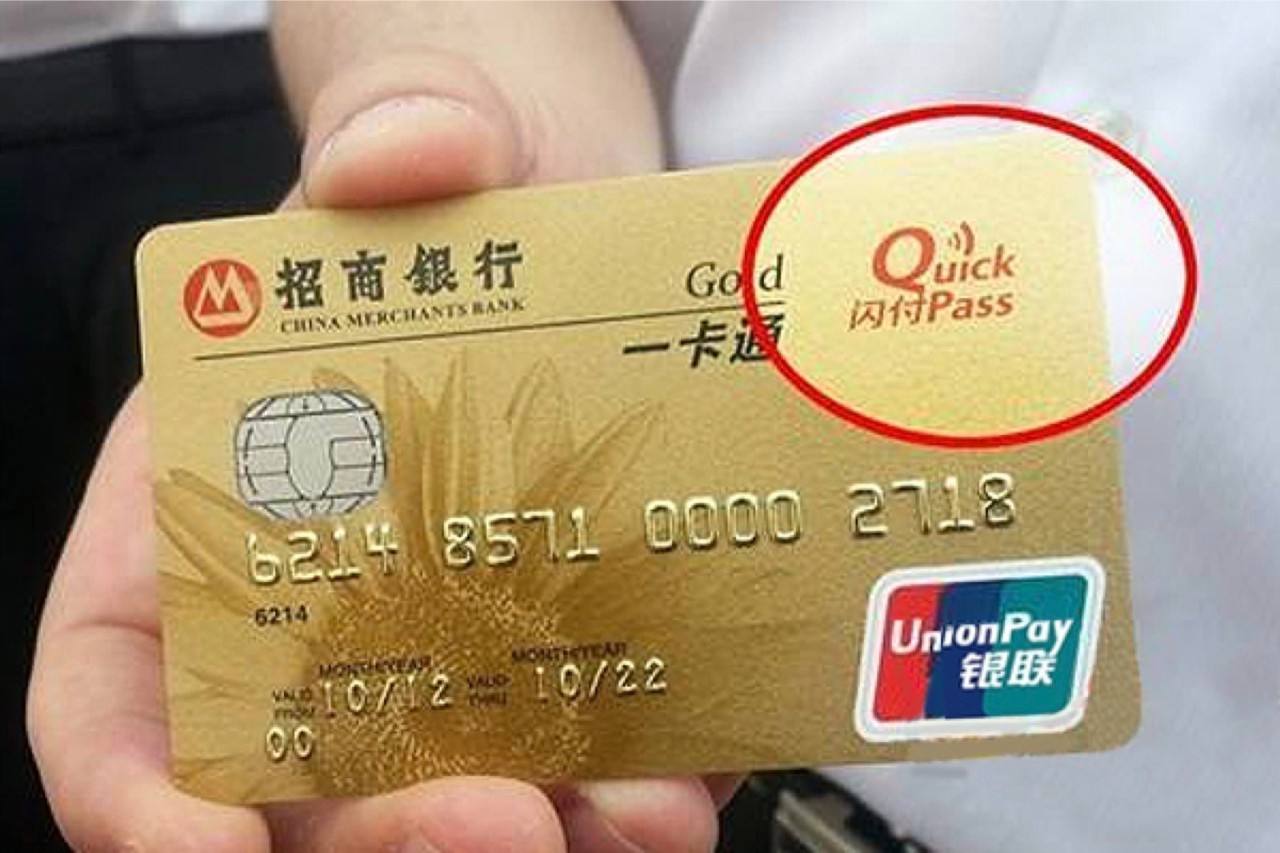 招商银行
CHINA MERCHANTS BANK
Gold
一卡通
Quick
闪付Pass
6214 8571 0000 2718
6214
MONTH/YEAR MONTH/YEAR
VALID FROM 10/12 VALID THRU 10/22
00
UnionPay
银联